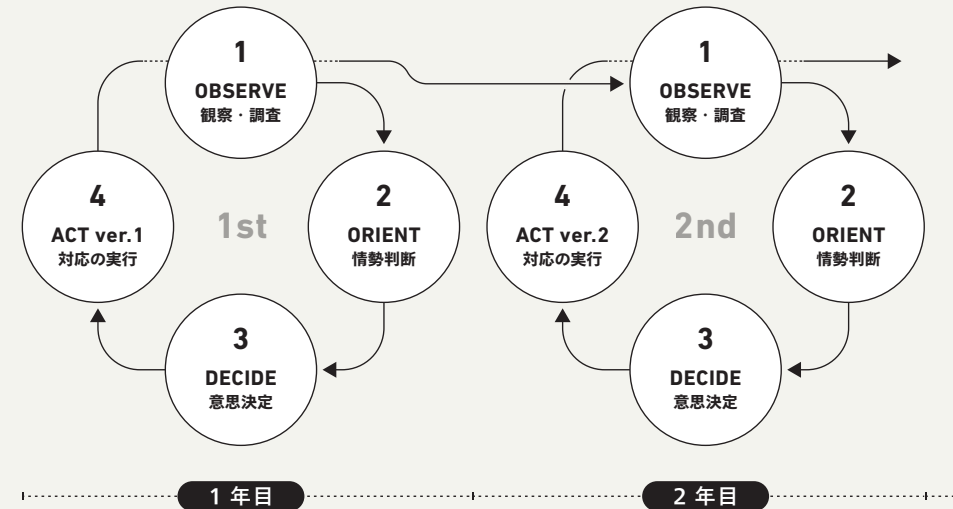 1
OBSERVE
観察・調査
2
ORIENT
情勢判断
3
DECIDE
意思決定
4
ACT ver.1
対応の実行
1st
1
OBSERVE
観察・調査
2
ORIENT
情勢判断
3
DECIDE
意思決定
4
ACT ver.2
対応の実行
2nd
1 年目
2 年目